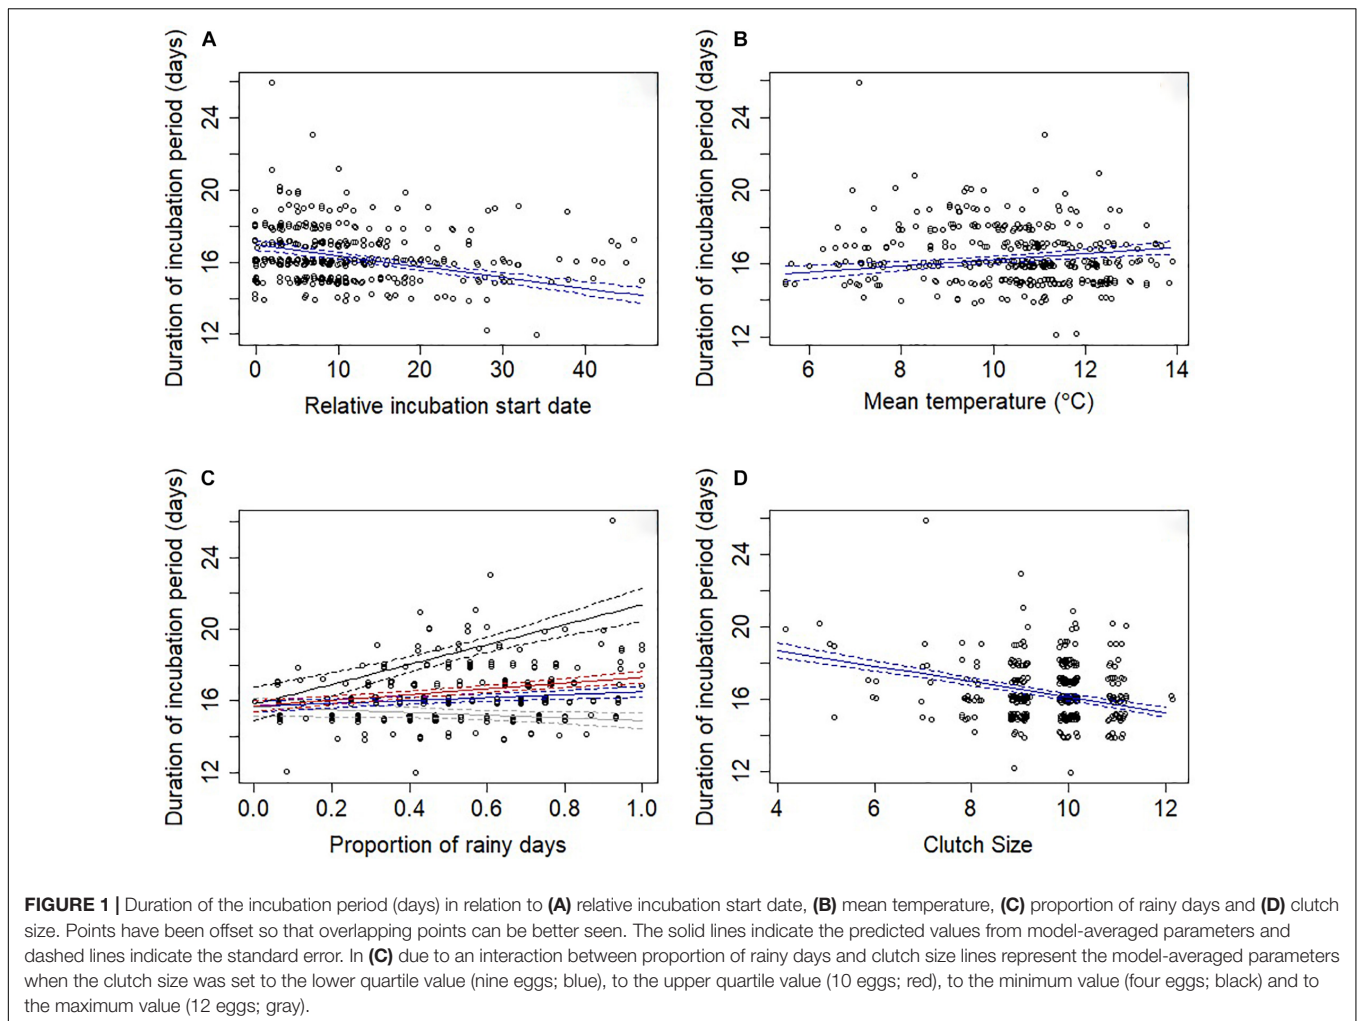 A
Duration of incubation period (days)
24
20
16
12
0 10 20 30 40
Relative incubation start date
B
Duration of incubation period (days)
24
20
16
12
6 8 10 12 14
Mean temperature (°C)
C
Duration of incubation period (days)
24
20
16
12
0.0 0.2 0.4 0.6 0.8 1.0
Proportion of rainy days
D
Duration of incubation period (days)
24
20
16
12
4 6 8 10 12
Clutch Size
FIGURE 1 | Duration of the incubation period (days) in relation to (A) relative incubation start date, (B) mean temperature, (C) proportion of rainy days and (D) clutch
size. Points have been offset so that overlapping points can be better seen. The solid lines indicate the predicted values from model-averaged parameters and
dashed lines indicate the standard error. In (C) due to an interaction between proportion of rainy days and clutch size lines represent the model-averaged parameters
when the clutch size was set to the lower quartile value (nine eggs; blue), to the upper quartile value (10 eggs; red), to the minimum value (four eggs; black) and to
the maximum value (12 eggs; gray).